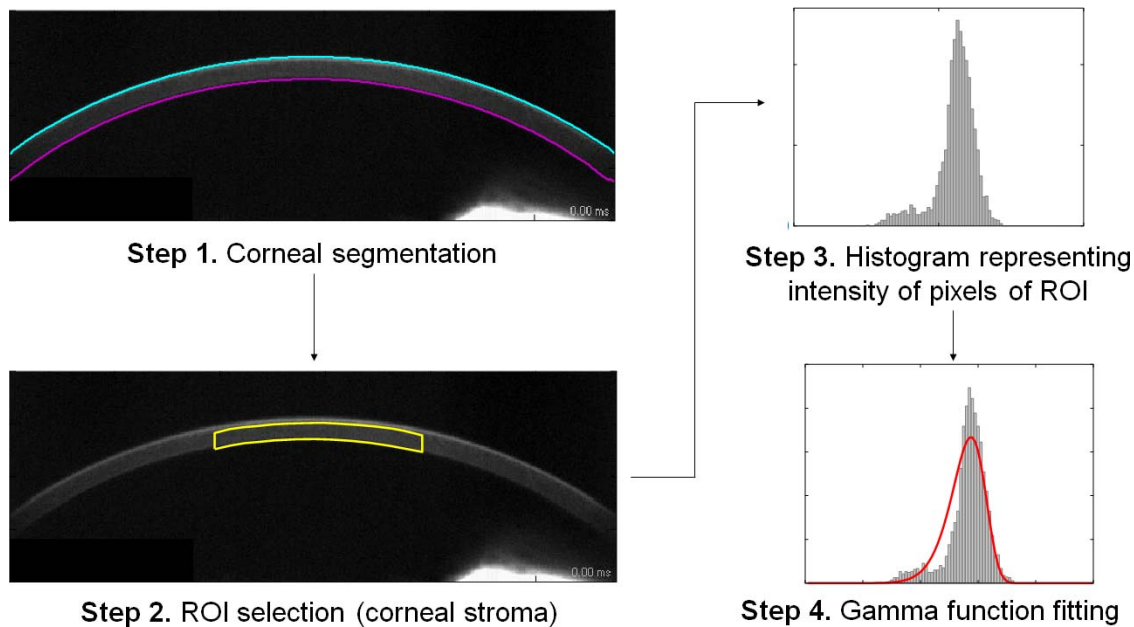 0.00 ms
Step 1. Corneal segmentation
0.00 ms
Step 2. ROI selection (corneal stroma)
Step 3. Histogram representing
intensity of pixels of ROI
Step 4. Gamma function fitting